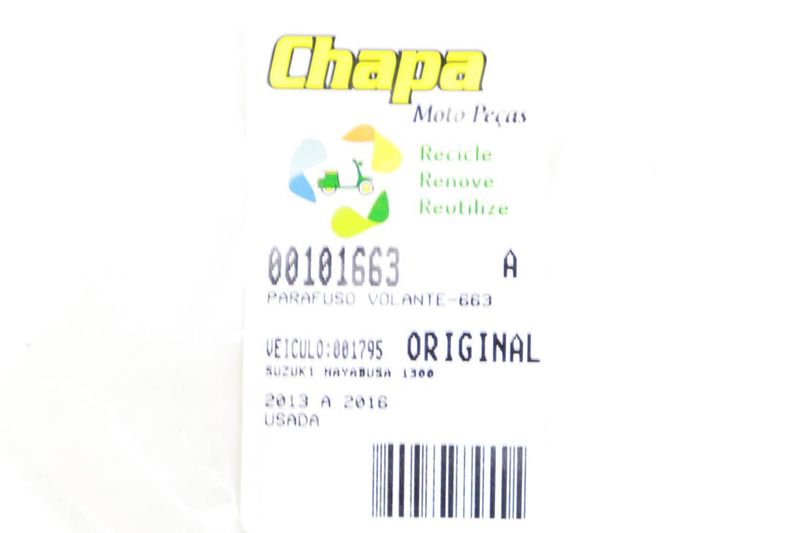 Chapa
Moto Peças
Recicle
Renove
Reutilize
00101663 A
PARAFUSO VOLANTE-663
VEICULO:001795 ORIGINAL
SUZUKI HAYABUSA 1300
2013 A 2016
USADA